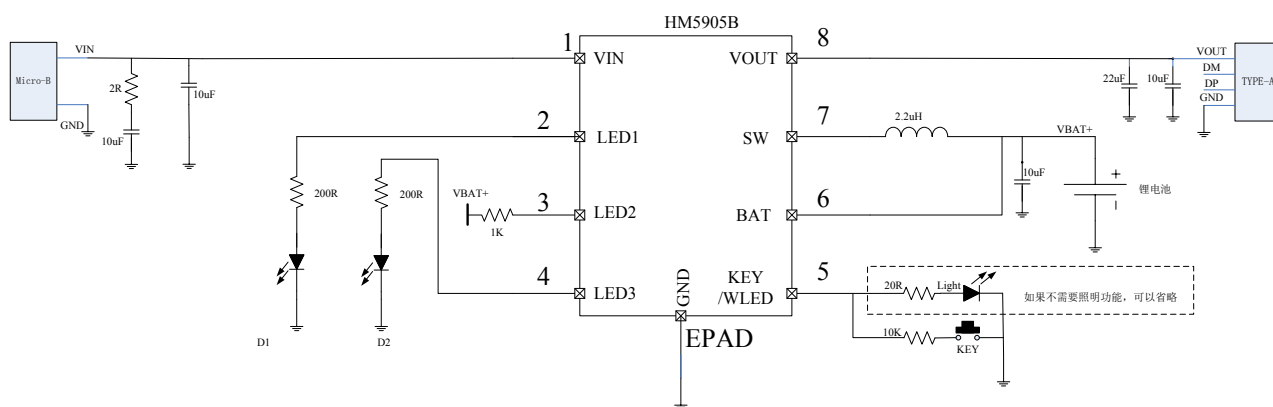 HM5905B
Micro-B
VIN
GND
2R
10uF
10uF
1
VIN
2
LED1
200R
200R
VBAT+
1K
3
LED2
4
LED3
D1
D2
GND
EPAD
8
VOUT
7
SW
2.2uH
6
BAT
5
KEY
/WLED
22uF
10uF
VOUT
DM
DP
GND
TYPE-A
VBAT+
10uF
+
锂电池
20R
Light
如果不需要照明功能，可以省略
10K
KEY